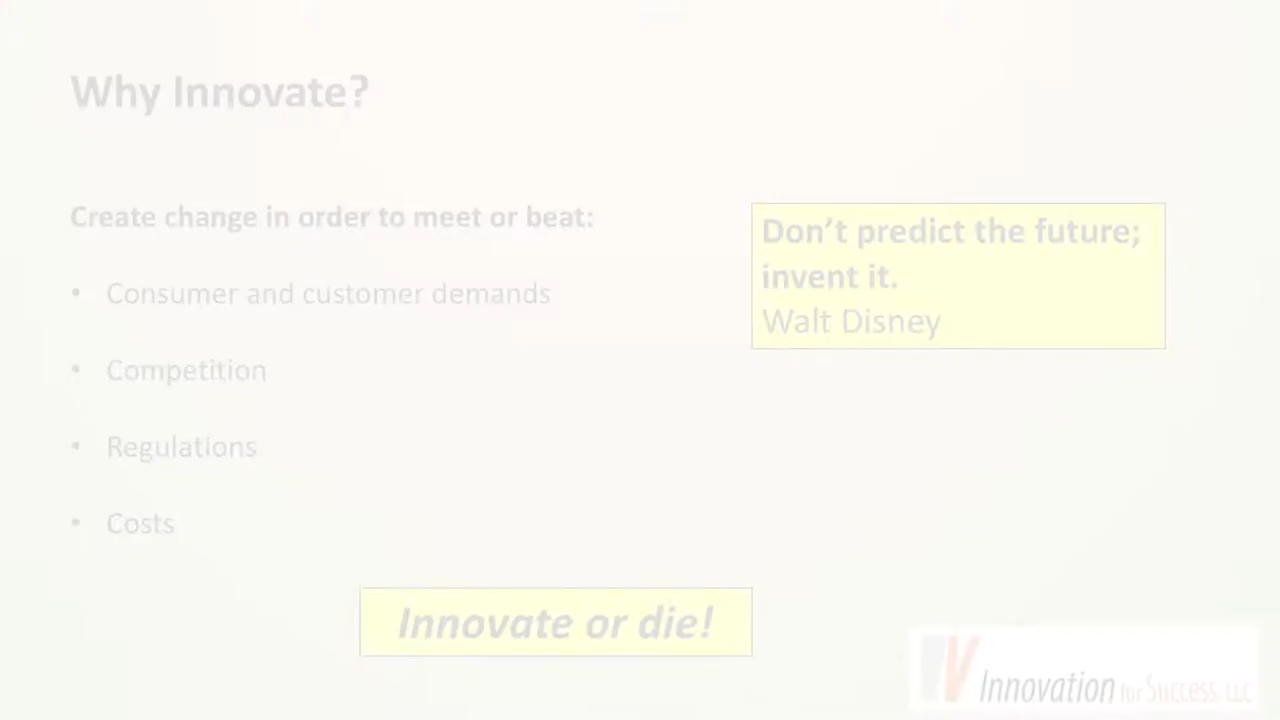 Why Innovate?
Create change in order to meet or beat:
• Consumer and customer demands
• Competition
• Regulations
• Costs
Don't predict the future;
invent it.
Walt Disney
Innovate or die!
Innovation for Success, LLC